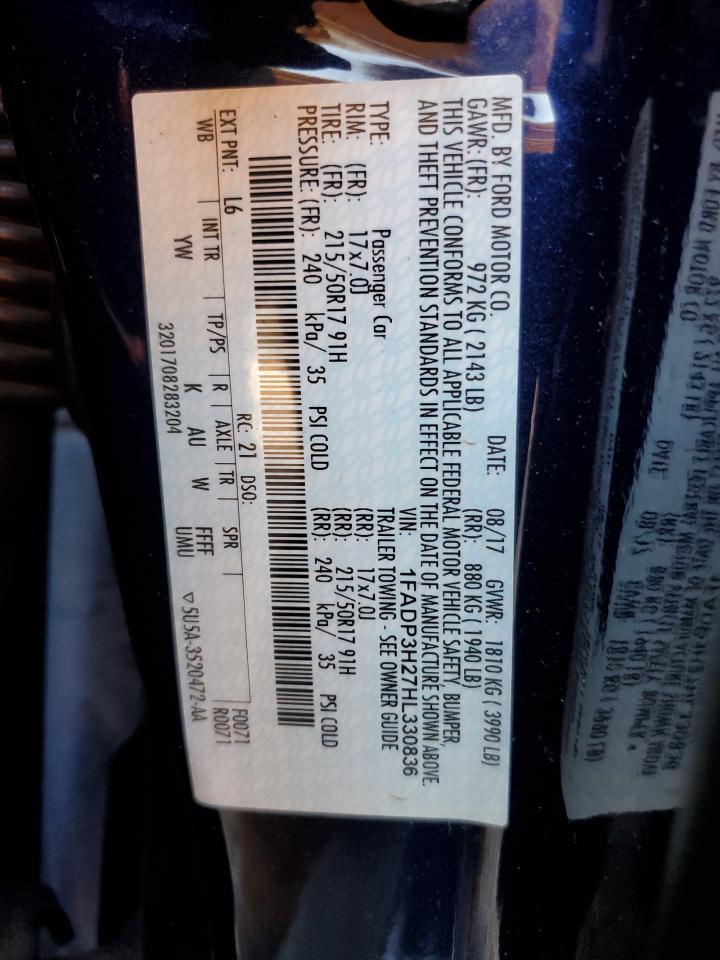 MFD. BY FORD MOTOR CO. DATE: 08/17 GVWR: 1810 KG ( 3990 LB)
GAWR: (FR): 972 KG ( 2143 LB) (RR): 880 KG ( 1940 LB)
THIS VEHICLE CONFORMS TO ALL APPLICABLE FEDERAL MOTOR VEHICLE SAFETY, BUMPER,
AND THEFT PREVENTION STANDARDS IN EFFECT ON THE DATE OF MANUFACTURE SHOWN ABOVE.
VIN: 1FADP3H27HL330836
TYPE: Passenger Car TRAILER TOWING - SEE OWNER GUIDE
RIM: (FR): 17x7.0J (RR): 17x7.0J
TIRE: (FR): 215/50R17 91H (RR): 215/50R17 91H
PRESSURE: (FR): 240 kPa/ 35 PSI COLD (RR): 240 kPa/ 35 PSI COLD
RC: 21 DSO: F0071
EXT PNT: L6 R0071
WB INT TR TP/PS R AXLE TR SPR
YW K AU W FFFF
UMU
3201708283204 ▽5U5A-3520472-AA